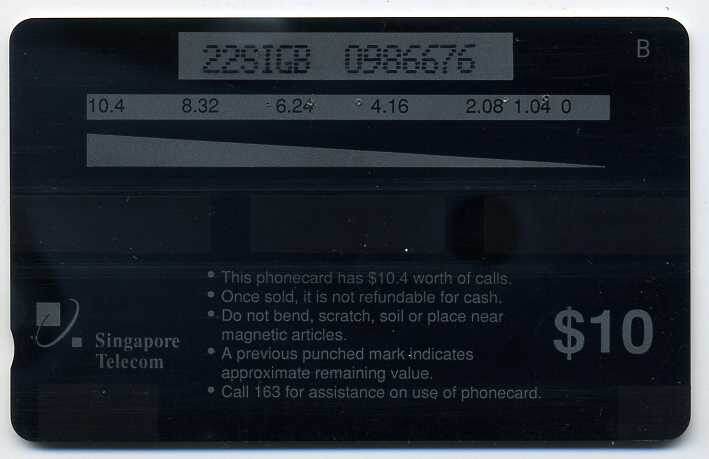 228IGB 0986676
B
10.4 8.32 6.24 4.16 2.08 1.04 0
• This phonecard has $10.4 worth of calls.
• Once sold, it is not refundable for cash.
• Do not bend, scratch, soil or place near
magnetic articles.
• A previous punched mark indicates
approximate remaining value.
• Call 163 for assistance on use of phonecard.
Singapore
Telecom
$10